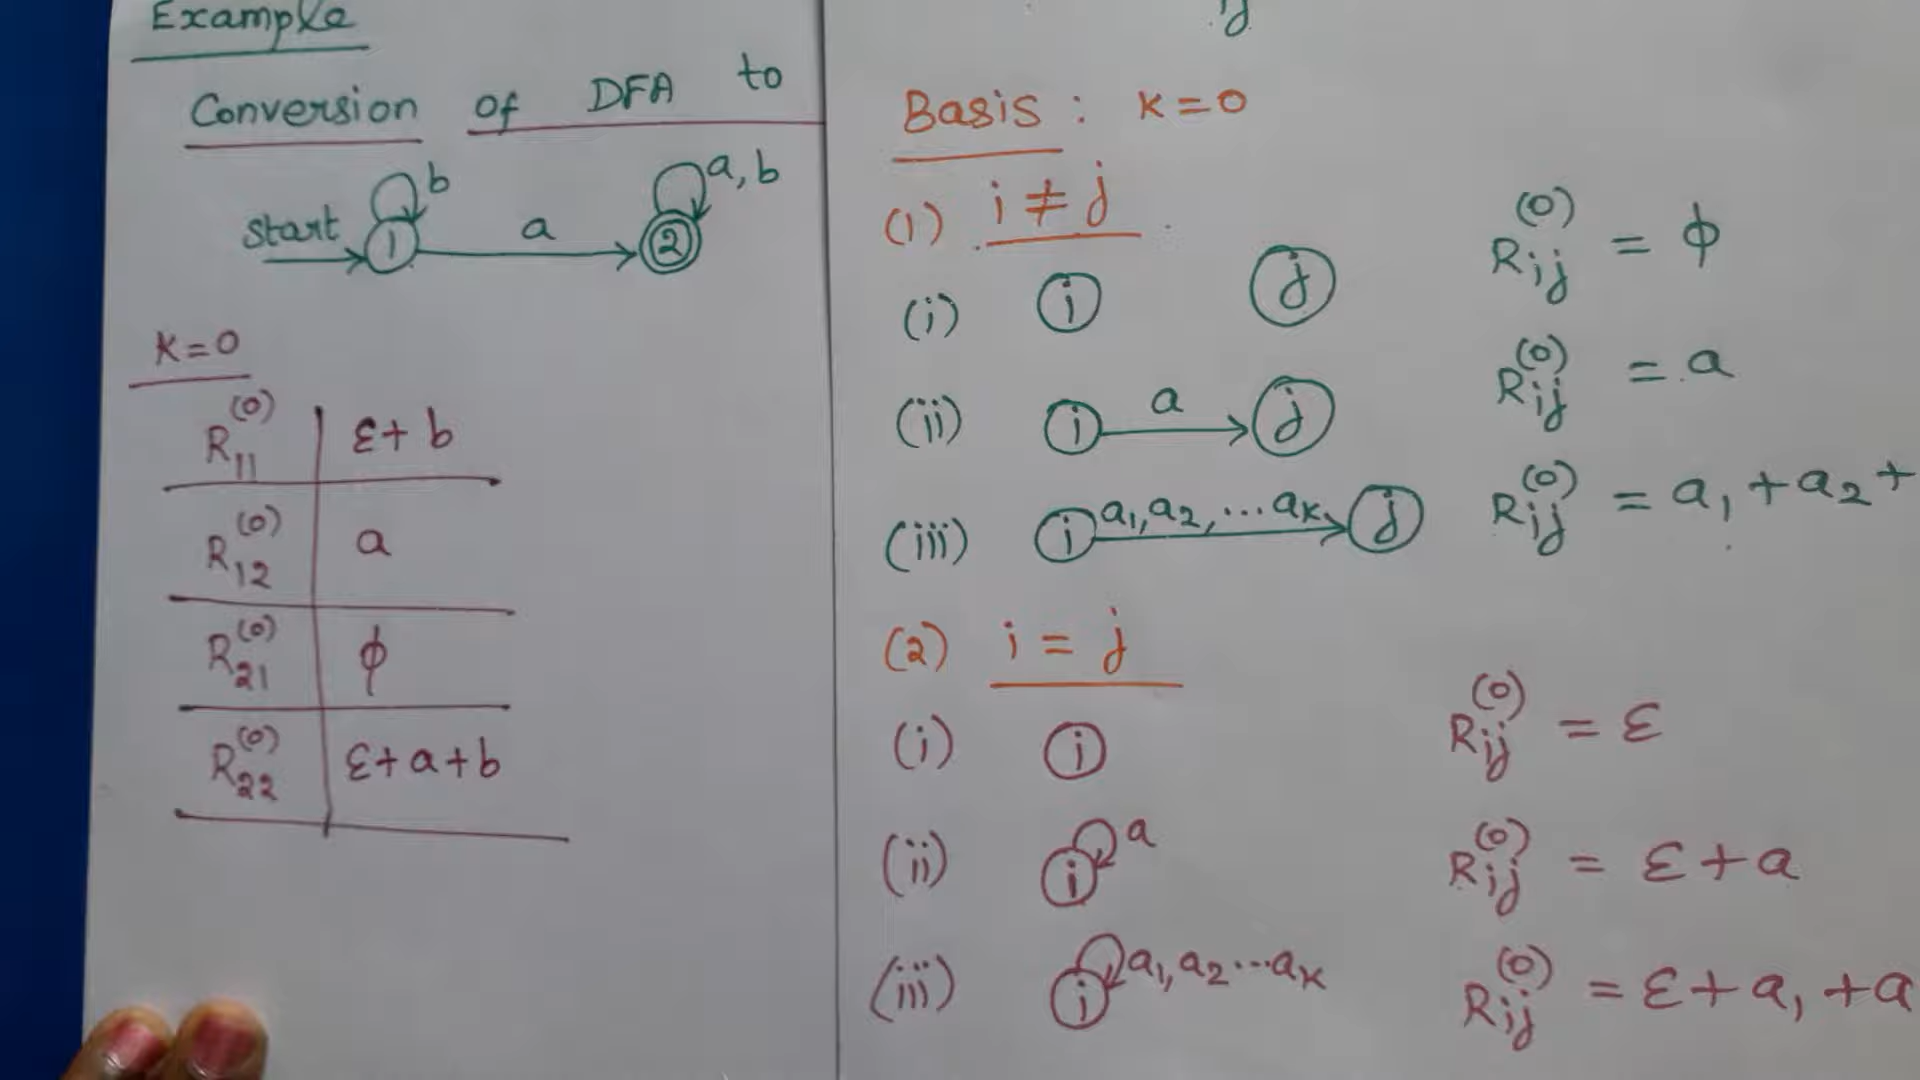 Example
Conversion of DFA to
start 1 b a 2 a, b
K = 0
R₁₁⁽⁰⁾ ε + b
R₁₂⁽⁰⁾ a
R₂₁⁽⁰⁾ ϕ
R₂₂⁽⁰⁾ ε + a + b
ij
Basis : K = 0
(1) i ≠ j
(i) i j Rij⁽⁰⁾ = ϕ
(ii) i a j Rij⁽⁰⁾ = a
(iii) i a₁, a₂, ... aₖ j Rij⁽⁰⁾ = a₁ + a₂ +
(2) i = j
(i) i Rij⁽⁰⁾ = ε
(ii) i a Rij⁽⁰⁾ = ε + a
(iii) i a₁, a₂ ... aₖ Rij⁽⁰⁾ = ε + a₁ + a